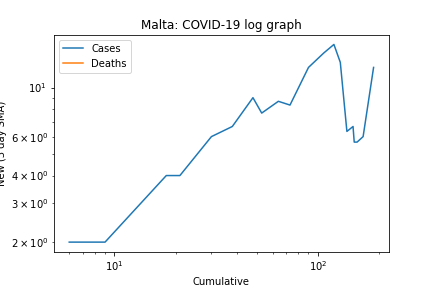 Malta: COVID-19 log graph
Cases
Deaths
10¹
6 × 10⁰
4 × 10⁰
3 × 10⁰
2 × 10⁰
10¹
10²
Cumulative
New (3 day SMA)